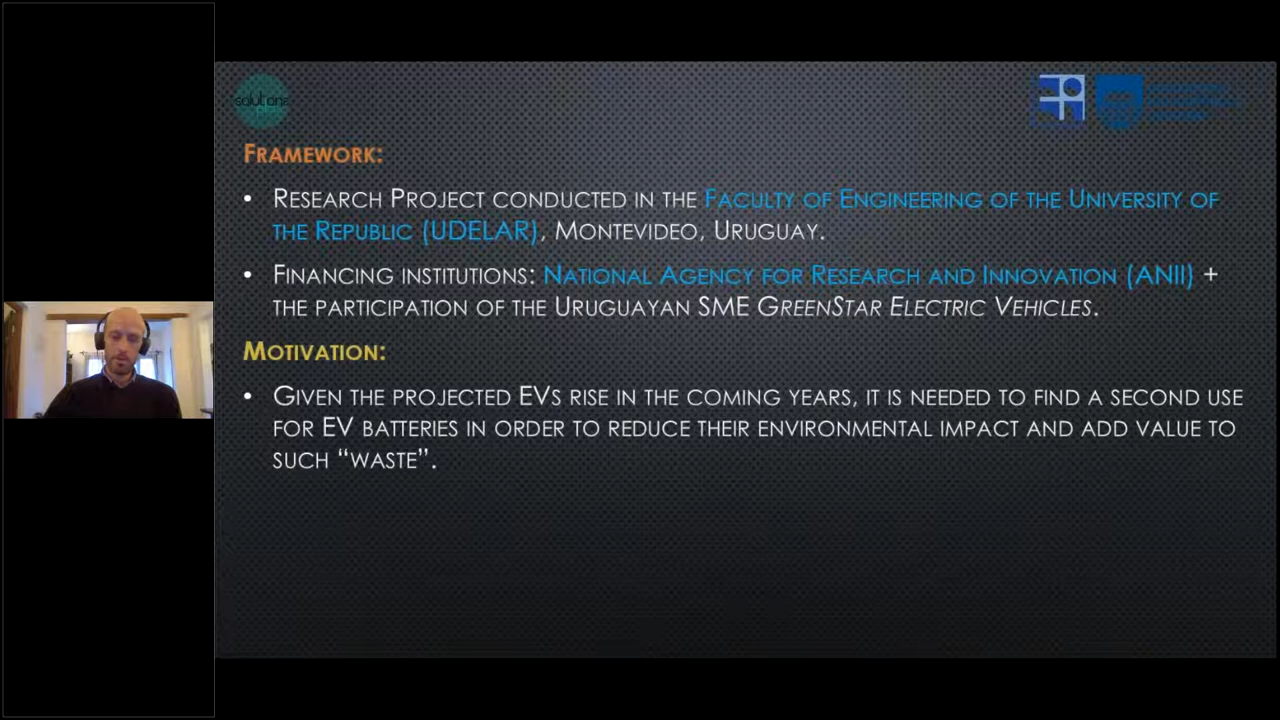 solutions
FRAMEWORK:
• RESEARCH PROJECT CONDUCTED IN THE FACULTY OF ENGINEERING OF THE UNIVERSITY OF
THE REPUBLIC (UDELAR), MONTEVIDEO, URUGUAY.
• FINANCING INSTITUTIONS: NATIONAL AGENCY FOR RESEARCH AND INNOVATION (ANII) +
THE PARTICIPATION OF THE URUGUAYAN SME GREENSTAR ELECTRIC VEHICLES.
MOTIVATION:
• GIVEN THE PROJECTED EVS RISE IN THE COMING YEARS, IT IS NEEDED TO FIND A SECOND USE
FOR EV BATTERIES IN ORDER TO REDUCE THEIR ENVIRONMENTAL IMPACT AND ADD VALUE TO
SUCH “WASTE”.